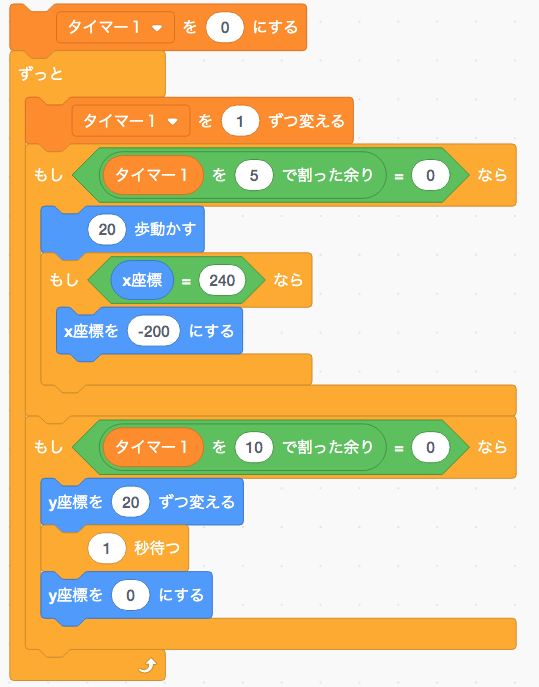 タイマー１ を 0 にする
ずっと
タイマー１ を 1 ずつ変える
もし タイマー１ を 5 で割った余り = 0 なら
20 歩動かす
もし x座標 = 240 なら
x座標を -200 にする
もし タイマー１ を 10 で割った余り = 0 なら
y座標を 20 ずつ変える
1 秒待つ
y座標を 0 にする